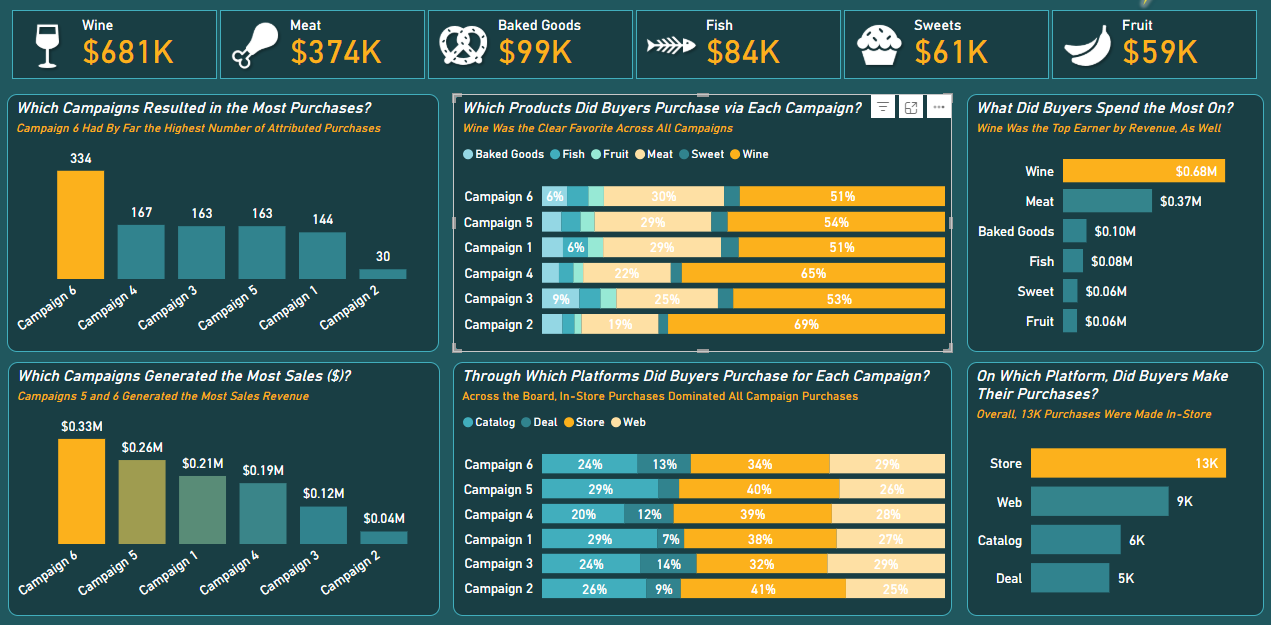 Wine
$681K
Meat
$374K
Baked Goods
$99K
Fish
$84K
Sweets
$61K
Fruit
$59K
Which Campaigns Resulted in the Most Purchases?
Campaign 6 Had By Far the Highest Number of Attributed Purchases
334
167
163
163
144
30
Campaign 6
Campaign 4
Campaign 3
Campaign 5
Campaign 1
Campaign 2
Which Products Did Buyers Purchase via Each Campaign?
Wine Was the Clear Favorite Across All Campaigns
Baked Goods Fish Fruit Meat Sweet Wine
Campaign 6 6% 30% 51%
Campaign 5 29% 54%
Campaign 1 6% 29% 51%
Campaign 4 22% 65%
Campaign 3 9% 25% 53%
Campaign 2 19% 69%
What Did Buyers Spend the Most On?
Wine Was the Top Earner by Revenue, As Well
Wine $0.68M
Meat $0.37M
Baked Goods $0.10M
Fish $0.08M
Sweet $0.06M
Fruit $0.06M
Which Campaigns Generated the Most Sales ($)?
Campaigns 5 and 6 Generated the Most Sales Revenue
$0.33M
$0.26M
$0.21M
$0.19M
$0.12M
$0.04M
Campaign 6
Campaign 5
Campaign 1
Campaign 4
Campaign 3
Campaign 2
Through Which Platforms Did Buyers Purchase for Each Campaign?
Across the Board, In-Store Purchases Dominated All Campaign Purchases
Catalog Deal Store Web
Campaign 6 24% 13% 34% 29%
Campaign 5 29% 40% 26%
Campaign 4 20% 12% 39% 28%
Campaign 1 29% 7% 38% 27%
Campaign 3 24% 14% 32% 29%
Campaign 2 26% 9% 41% 25%
On Which Platform, Did Buyers Make
Their Purchases?
Overall, 13K Purchases Were Made In-Store
Store 13K
Web 9K
Catalog 6K
Deal 5K